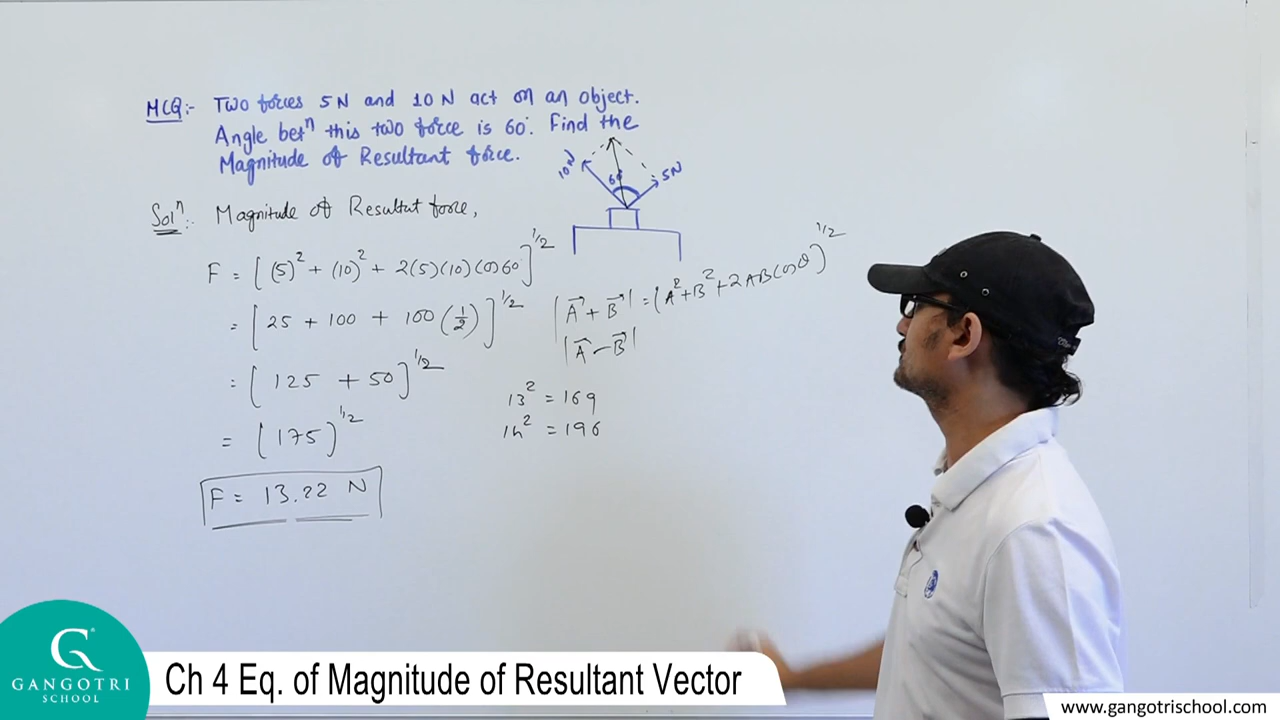 MCQ:- Two forces 5N and 10N act on an object.
Angle betⁿ this two force is 60°. Find the
Magnitude of Resultant force.
10N
60°
5N
Solⁿ:- Magnitude of Resultut force,
F = [(5)² + (10)² + 2(5)(10)cos60]^1/2
= [25 + 100 + 100(1/2)]^1/2
= [125 + 50]^1/2
= (175)^1/2
F = 13.22 N
|A⃗ + B⃗| = (A² + B² + 2ABcosθ)^1/2
|A⃗ - B⃗|
13² = 169
14² = 196
G
GANGOTRI
SCHOOL
Ch 4 Eq. of Magnitude of Resultant Vector
www.gangotrischool.com